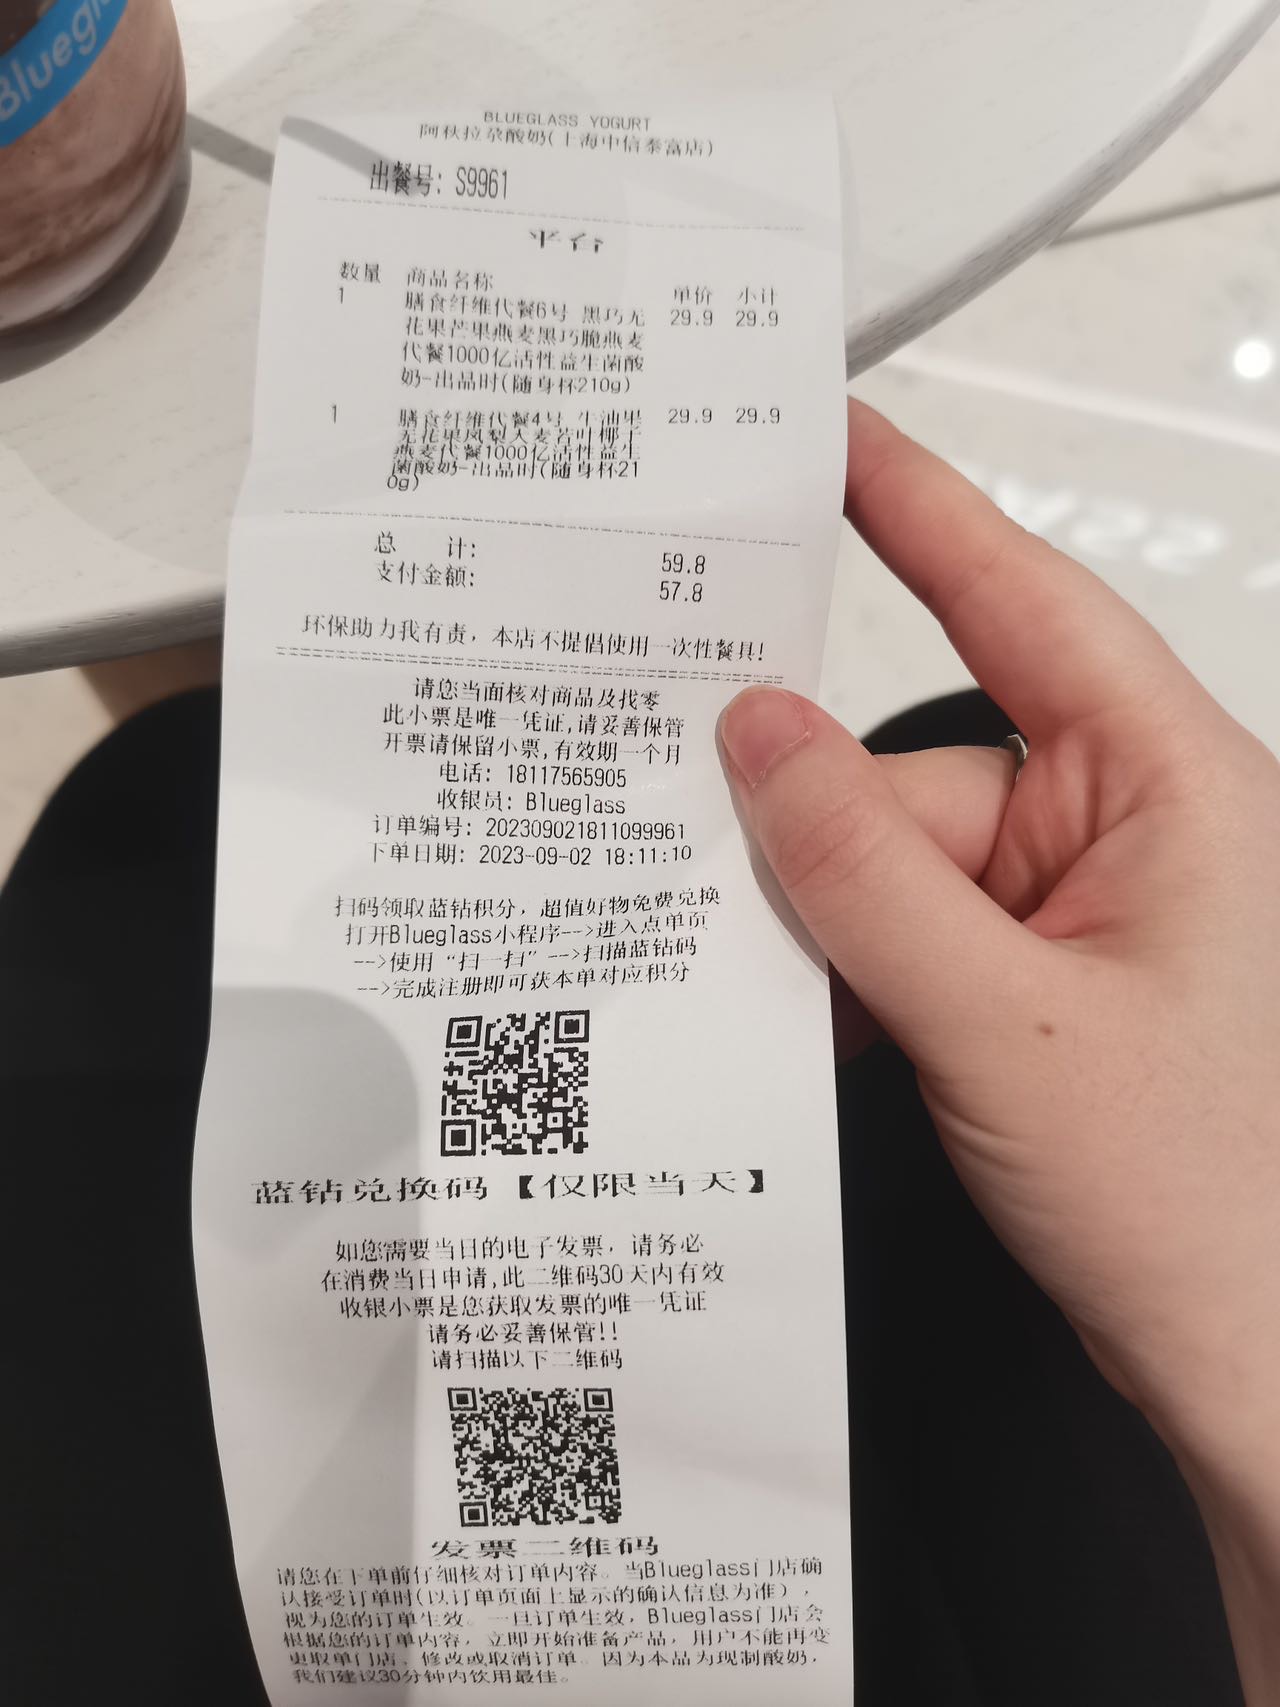 Bluegl
BLUEGLASS YOGURT
阿秋拉尕酸奶(上海中信泰富店)
出餐号: S9961
平台
数量 商品名称 单价 小计
1 膳食纤维代餐6号 黑巧无 29.9 29.9
花果芒果燕麦黑巧脆燕麦
代餐1000亿活性益生菌酸
奶-出品时(随身杯210g)
1 膳食纤维代餐4号 牛油果 29.9 29.9
无花果凤梨大麦若叶椰子
燕麦代餐1000亿活性益生
菌酸奶-出品时(随身杯21
0g)
总 计: 59.8
支付金额: 57.8
环保助力我有责，本店不提倡使用一次性餐具!
请您当面核对商品及找零
此小票是唯一凭证,请妥善保管
开票请保留小票,有效期一个月
电话: 18117565905
收银员: Blueglass
订单编号: 202309021811099961
下单日期: 2023-09-02 18:11:10
扫码领取蓝钻积分，超值好物免费兑换
打开Blueglass小程序-->进入点单页
-->使用“扫一扫”-->扫描蓝钻码
-->完成注册即可获本单对应积分
蓝钻兑换码【仅限当天】
如您需要当日的电子发票，请务必
在消费当日申请,此二维码30天内有效
收银小票是您获取发票的唯一凭证
请务必妥善保管!!
请扫描以下二维码
发票二维码
请您在下单前仔细核对订单内容。当Blueglass门店确
认接受订单时(以订单页面上显示的确认信息为准)，
视为您的订单生效。一旦订单生效，Blueglass门店会
根据您的订单内容，立即开始准备产品，用户不能再变
更取单门店、修改或取消订单。因为本品为现制酸奶，
我们建议30分钟内饮用最佳。